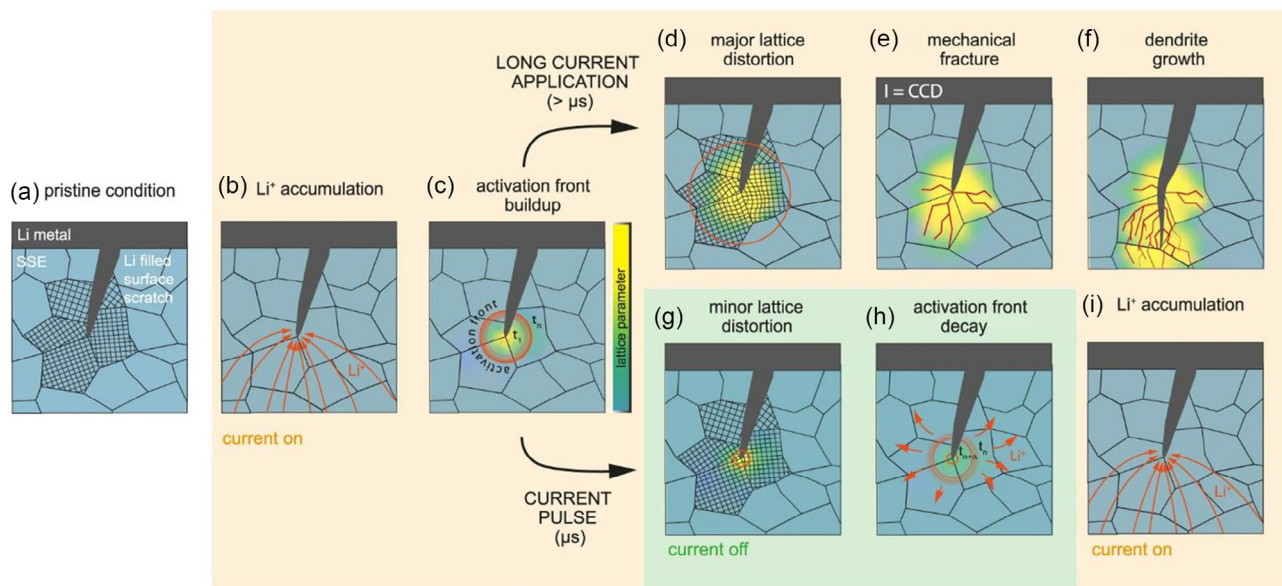 (a) pristine condition
Li metal
SSE
Li filled
surface
scratch
(b) Li⁺ accumulation
Li⁺
current on
(c) activation front
buildup
activation front
t₁
tₙ
lattice parameter
LONG CURRENT
APPLICATION
(> µs)
(d) major lattice
distortion
(e) mechanical
fracture
I = CCD
(f) dendrite
growth
CURRENT
PULSE
(µs)
(g) minor lattice
distortion
current off
(h) activation front
decay
tₙ
Li⁺
(i) Li⁺ accumulation
Li⁺
current on